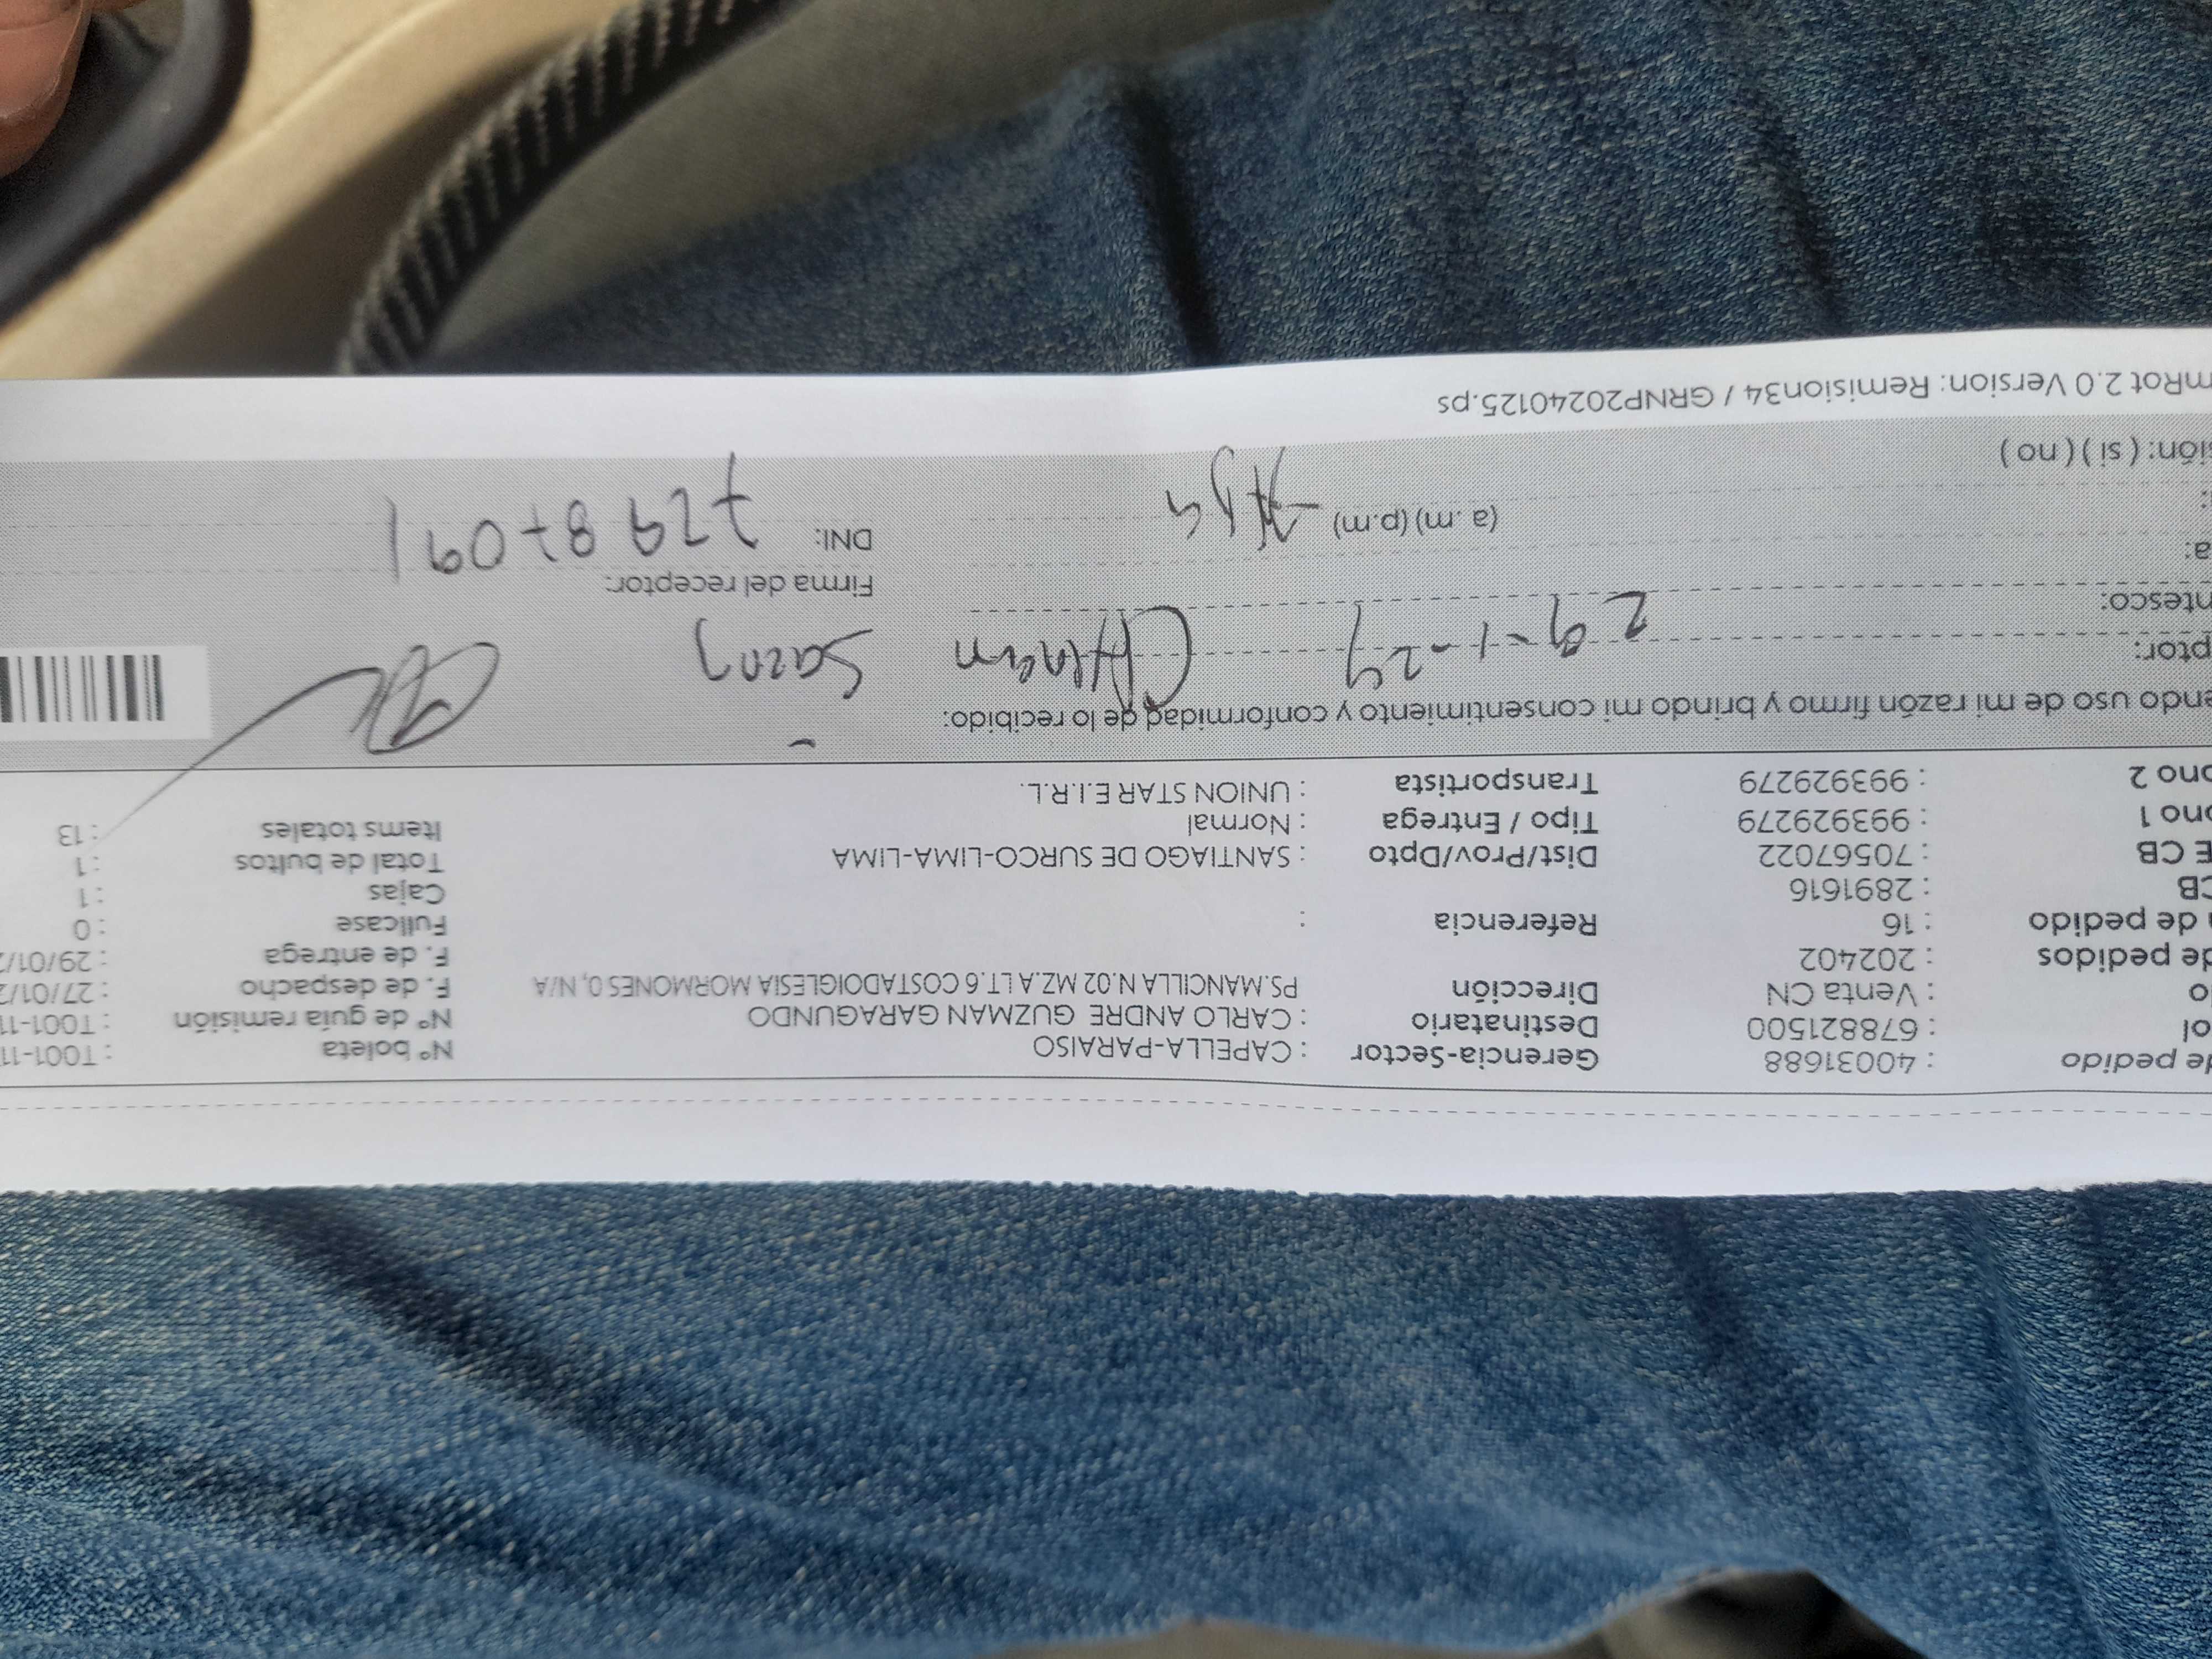 de pedido : 40031688 Gerencia-Sector : CAPELLA-PARAISO Nº boleta : T001-11
ol : 678821500 Destinatario : CARLO ANDRE GUZMAN GARAGUNDO Nº de guía remisión : T001-11
o : Venta CN Dirección PS.MANCILLA N.02 MZ.A LT.6 COSTADOIGLESIA MORMONES 0, N/A F. de despacho : 27/01/2
de pedidos : 202402 F. de entrega : 29/01/2
de pedido : 16 Referencia : Fullcase : 0
CB : 2891616 Cajas : 1
E CB : 70567022 Dist/Prov/Dpto : SANTIAGO DE SURCO-LIMA-LIMA Total de bultos : 1
ono 1 : 993929279 Tipo / Entrega : Normal Items totales : 13
ono 2 : 993929279 Transportista : UNION STAR E.I.R.L.
endo uso de mi razón firmo y brindo mi consentimiento y conformidad de lo recibido:
ptor:
ntesco: 29-1-24
Firma del receptor:
a: (a.m) (p.m) DNI: 72987091
sión: ( si ) ( no )
mRot 2.0 Version: Remision34 / GRNP20240125.ps